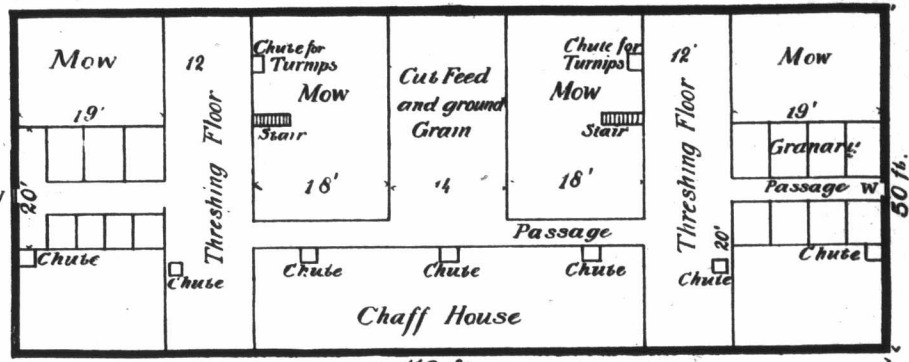 Mow
19'
12
Threshing Floor
Chute for
Turnips
Mow
Stair
18'
Cut Feed
and ground
Grain
14
Chute for
Turnips
Mow
Stair
18'
12'
Threshing Floor
20'
Mow
19'
Granary
Passage W
50 ft.
20'
Passage
Chute
Chute
Chute
Chute
Chute
Chute
Chute
Chaff House